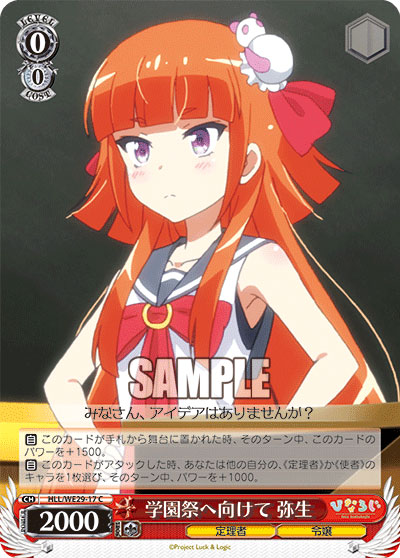 LEVEL
0
0
COST
SAMPLE
みなさん、アイデアはありませんか？
自 このカードが手札から舞台に置かれた時、そのターン中、このカードの
パワーを＋1500。
自 このカードがアタックした時、あなたは他の自分の、《定理者》か《使者》の
キャラを1枚選び、そのターン中、パワーを＋1000。
CH HLL/WE29-17 C
2000
学園祭へ向けて 弥生
ひなろじ
定理者
令嬢
©Project Luck & Logic